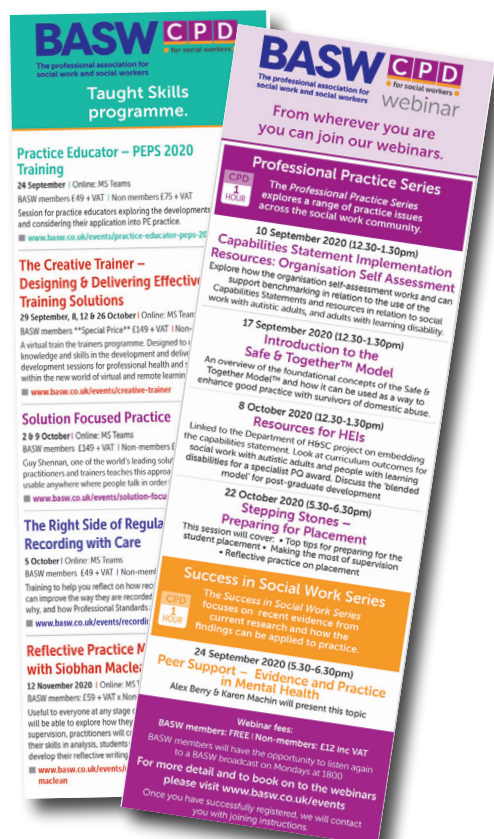 BASW CPD
The professional association for
social work and social workers
for social workers
Taught Skills
programme.
Practice Educator – PEPS 2020
Training
24 September | Online: MS Teams
BASW members £49 + VAT | Non members £75 + VAT
Session for practice educators exploring the developments
and considering their application into PE practice.
www.basw.co.uk/events/practice-educator-peps-20
The Creative Trainer –
Designing & Delivering Effective
Training Solutions
29 September, 8, 12 & 26 October | Online: MS Team
BASW members **Special Price** £149 + VAT | Non-
A virtual train the trainers programme. Designed to
knowledge and skills in the development and
development sessions for professional health and
within the new world of virtual and remote
www.basw.co.uk/events/creative-trainer
Solution Focused Practice
2 & 9 October | Online: MS Teams
BASW members £149 + VAT | Non-members £
Guy Shennan, one of the world's leading
practitioners and trainers teaches this
unable anywhere where people talk in order
www.basw.co.uk/events/solution-focu
The Right Side of
Recording with Care
5 October | Online: MS Teams
BASW members £49 + VAT |
Training to help you reflect on how
can improve the way they are recorded
why, and how Professional Standards
www.basw.co.uk/events/
Reflective Practice
with Siobhan
12 November 2020 | Online:
BASW members: £59 + VAT x Non
Useful to everyone at any stage
will be able to explore how they
supervision, practitioners will
their skills in analysis, students
develop their reflective writing
www.basw.co.uk/events/
maclean
BASW CPD
The professional association for
social work and social workers
for social workers
webinar
From wherever you are
you can join our webinars.
Professional Practice Series
CPD
1
HOUR
The Professional Practice Series
explores a range of practice issues
across the social work community.
10 September 2020 (12.30-1.30pm)
Capabilities Statement Implementation
Resources: Organisation Self Assessment
Explore how the organisation self-assessment works and can
support benchmarking in relation to the use of the
Capabilities Statements and resources in relation to social
work with autistic adults, and adults with learning disability.
17 September 2020 (12.30-1.30pm)
Introduction to the
Safe & Together™ Model
An overview of the foundational concepts of the Safe &
Together Model™ and how it can be used as a way to
enhance good practice with survivors of domestic abuse.
8 October 2020 (12.30-1.30pm)
Resources for HEIs
Linked to the Department of H&SC project on embedding
the capabilities statement. Look at curriculum outcomes for
social work with autistic adults and people with learning
disabilities for a specialist PQ award. Discuss the 'blended
model' for post-graduate development
22 October 2020 (5.30-6.30pm)
Stepping Stones –
Preparing for Placement
This session will cover: • Top tips for preparing for the
student placement • Making the most of supervision
• Reflective practice on placement
Success in Social Work Series
CPD
1
HOUR
The Success in Social Work Series
focuses on recent evidence from
current research and how the
findings can be applied to practice.
24 September 2020 (5.30-6.30pm)
Peer Support – Evidence and Practice
in Mental Health
Alex Berry & Karen Machin will present this topic
Webinar fees:
BASW members: FREE | Non-members: £12 inc VAT
BASW members will have the opportunity to listen again
to a BASW broadcast on Mondays at 1800
For more detail and to book on to the webinars
please visit www.basw.co.uk/events
Once you have successfully registered, we will contact
you with joining instructions.